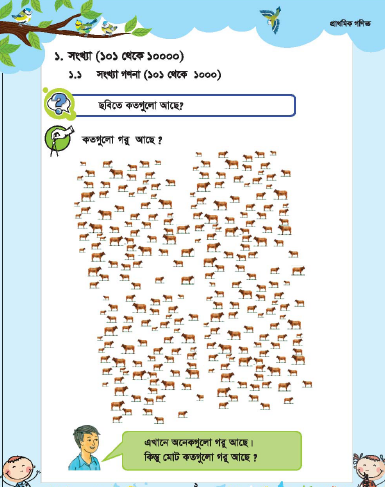 প্রাথমিক গণিত
১. সংখ্যা (১০১ থেকে ১০০০০)
১.১ সংখ্যা গণনা (১০১ থেকে ১০০০)
ছবিতে কতগুলো আছে?
কতগুলো গরু আছে ?
এখানে অনেকগুলো গরু আছে।
কিন্তু মোট কতগুলো গরু আছে ?